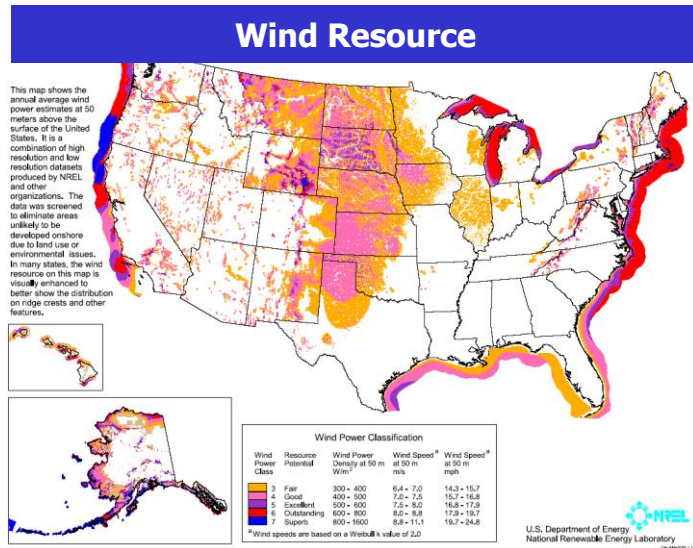 Wind Resource
This map shows the
annual average wind
power estimates at 50
meters above the
surface of the United
States. It is a
combination of high
resolution and low
resolution datasets
produced by NREL
and other
organizations. The
data was screened
to eliminate areas
unlikely to be
developed onshore
due to land use or
environmental issues.
In many states, the wind
resource on this map is
visually enhanced to
better show the distribution
on ridge crests and other
features.
Wind Power Classification
Wind Power Class Resource Potential Wind Power Density at 50 m W/m² Wind Speedᵃ at 50 m m/s Wind Speedᵃ at 50 m mph
3 Fair 300 - 400 6.4 - 7.0 14.3 - 15.7
4 Good 400 - 500 7.0 - 7.5 15.7 - 16.8
5 Excellent 500 - 600 7.5 - 8.0 16.8 - 17.9
6 Outstanding 600 - 800 8.0 - 8.8 17.9 - 19.7
7 Superb 800 - 1600 8.8 - 11.1 19.7 - 24.8
ᵃ Wind speeds are based on a Weibull k value of 2.0
U.S. Department of Energy
National Renewable Energy Laboratory
NREL